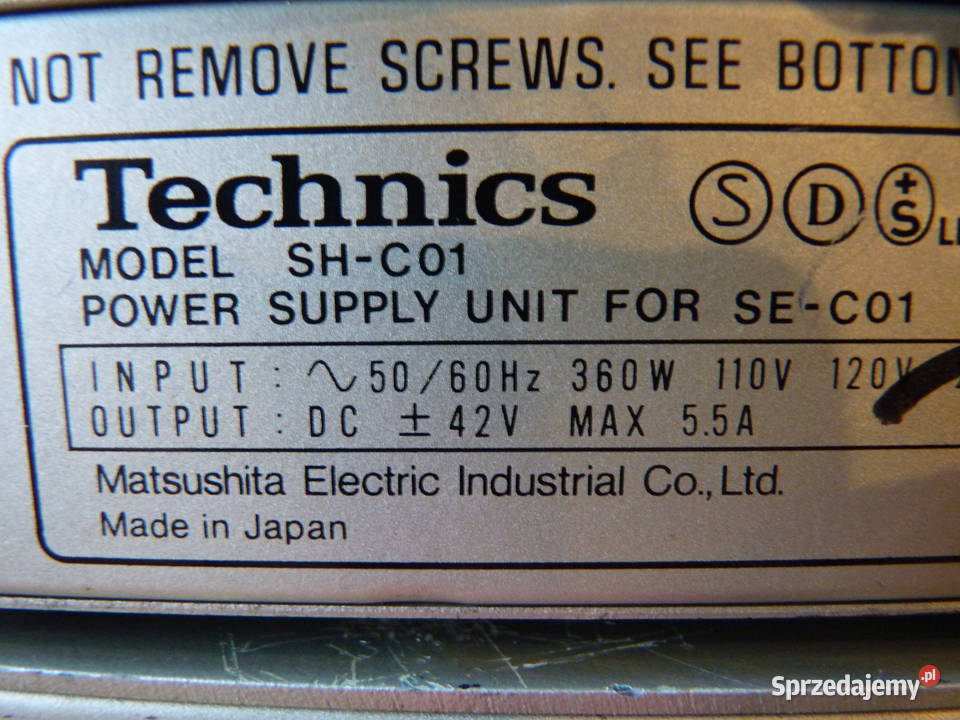 NOT REMOVE SCREWS. SEE BOTTOM
Technics S D +S
MODEL SH-C01
POWER SUPPLY UNIT FOR SE-C01
INPUT : ∿ 50/60Hz 360W 110V 120V
OUTPUT : DC ± 42V MAX 5.5A
Matsushita Electric Industrial Co., Ltd.
Made in Japan
Sprzedajemy.pl